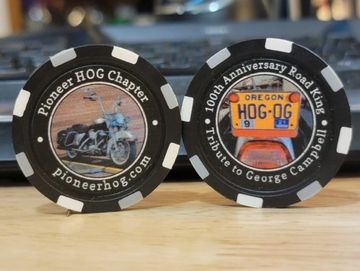 Pioneer HOG Chapter
pioneerhog.com
100th Anniversary Road King
OREGON
HOG-OG
Tribute to George Campbell